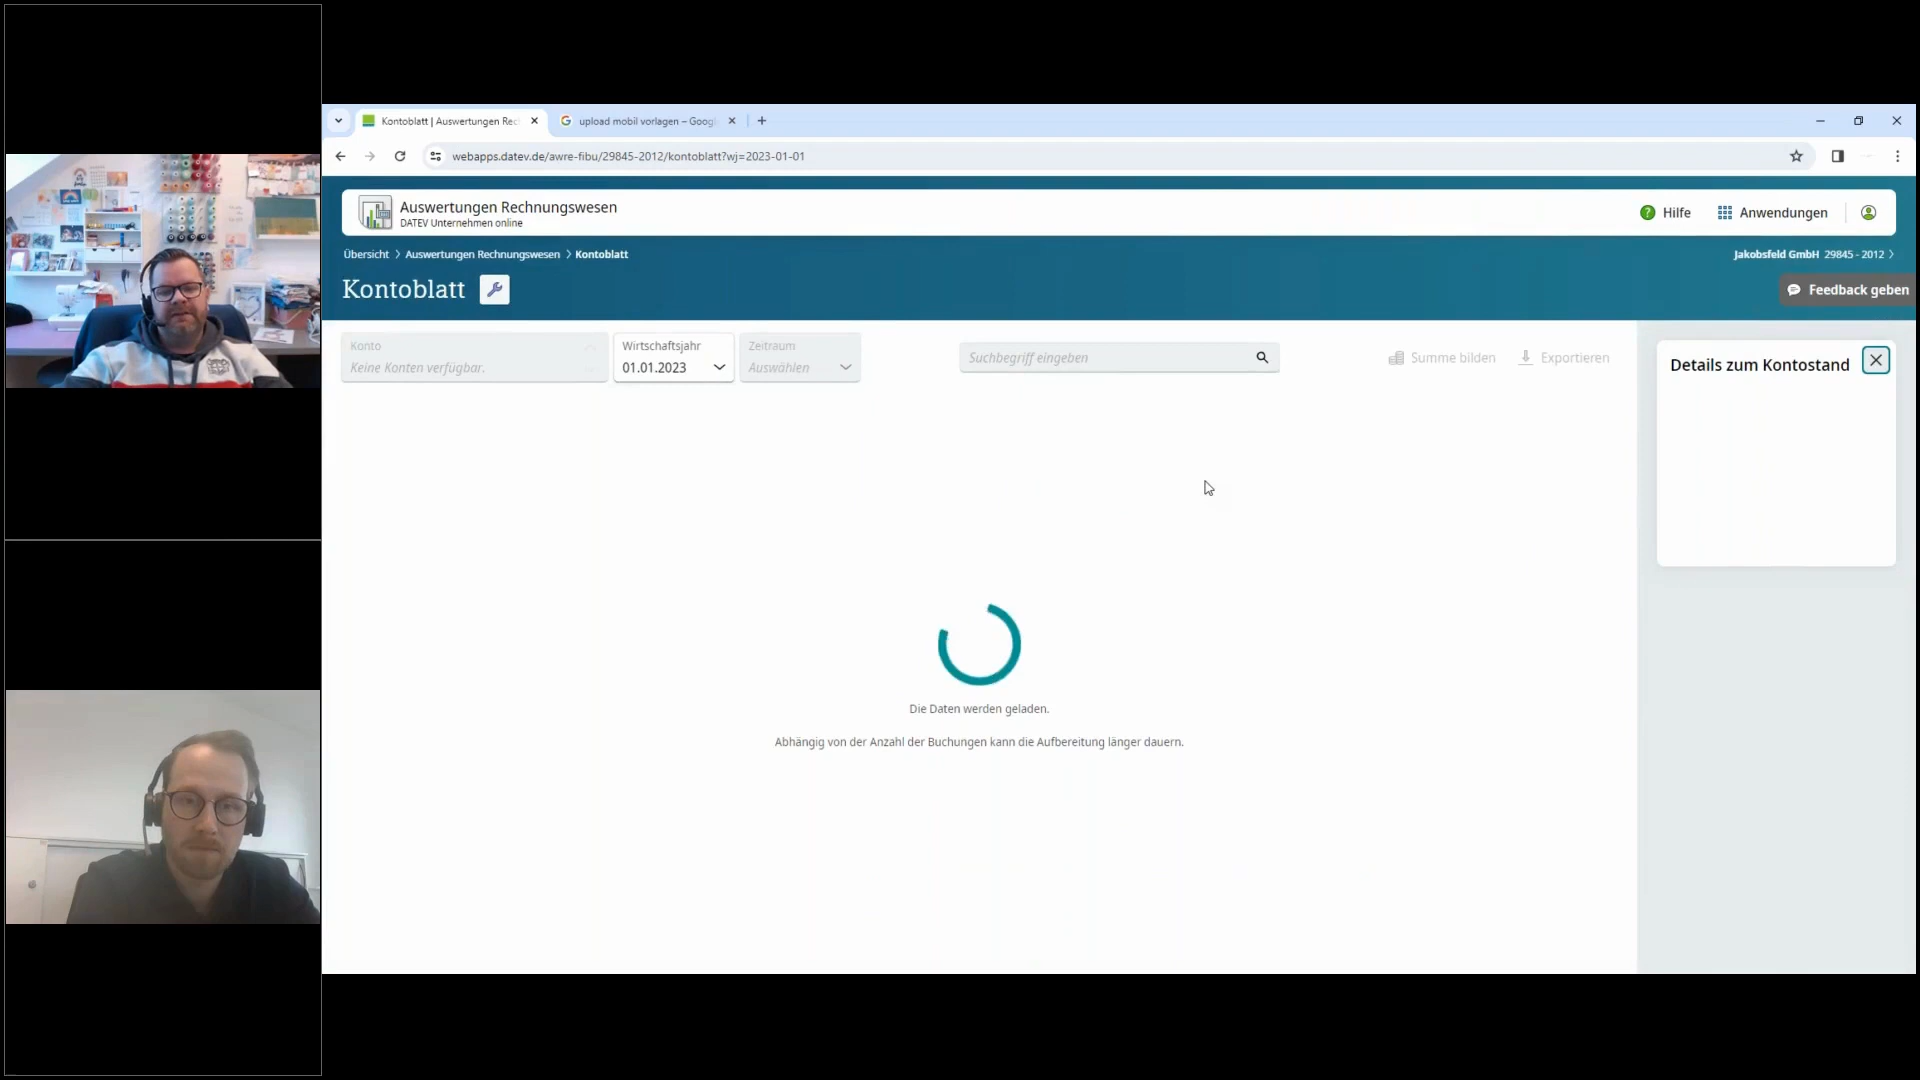 Kontoblatt | Auswertungen Rec
upload mobil vorlagen – Googl
webapps.datev.de/awre-fibu/29845-2012/kontoblatt?wj=2023-01-01
Auswertungen Rechnungswesen
DATEV Unternehmen online
Hilfe
Anwendungen
Übersicht > Auswertungen Rechnungswesen > Kontoblatt
Jakobsfeld GmbH 29845 - 2012 >
Kontoblatt
Feedback geben
Konto
Keine Konten verfügbar.
Wirtschaftsjahr
01.01.2023
Zeitraum
Auswählen
Suchbegriff eingeben
Summe bilden
Exportieren
Details zum Kontostand
Die Daten werden geladen.
Abhängig von der Anzahl der Buchungen kann die Aufbereitung länger dauern.